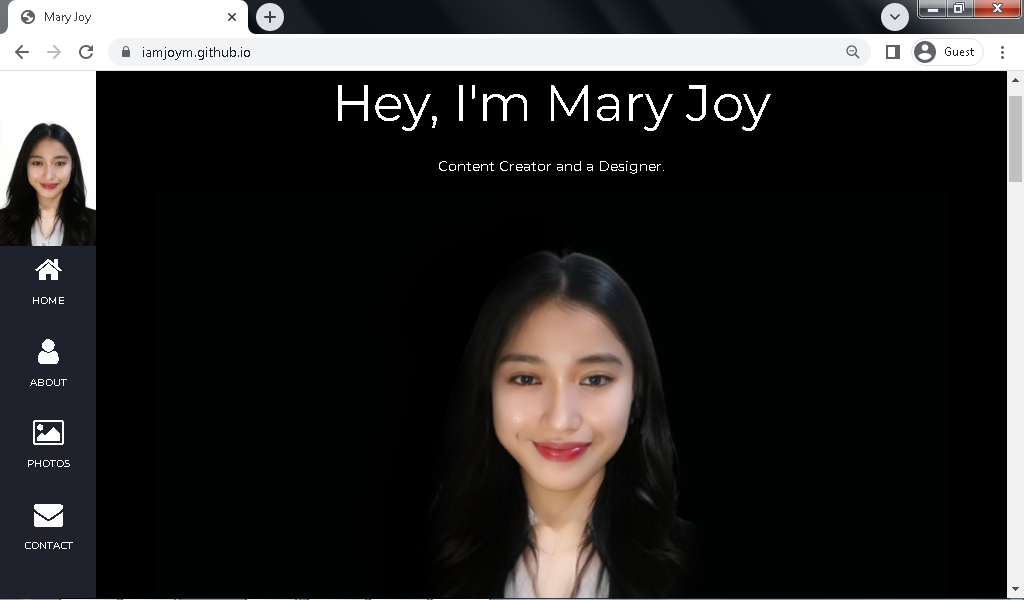 Mary Joy
iamjoym.github.io
Guest
Hey, I'm Mary Joy
Content Creator and a Designer.
HOME
ABOUT
PHOTOS
CONTACT